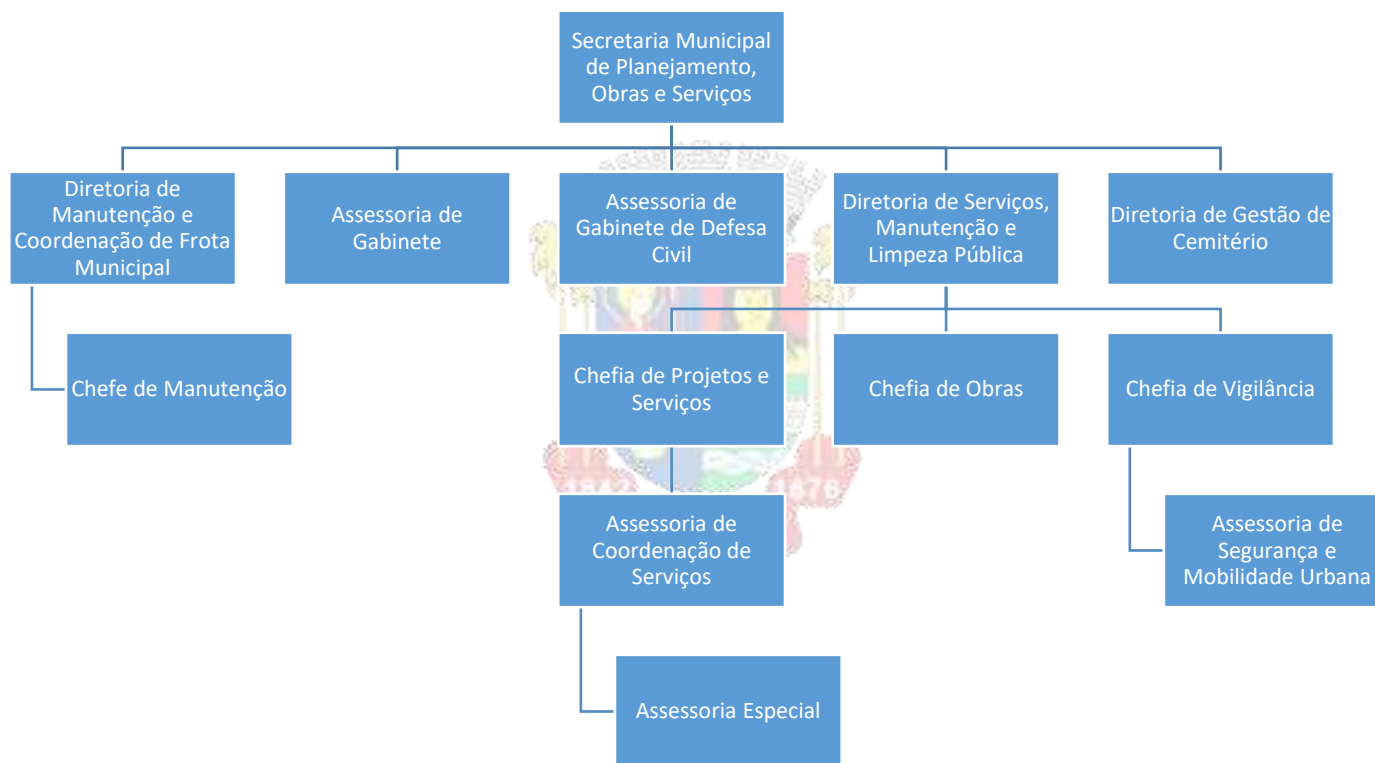 Secretaria Municipal
de Planejamento,
Obras e Serviços
Diretoria de
Manutenção e
Coordenação de Frota
Municipal
Assessoria de
Gabinete
Assessoria de
Gabinete de Defesa
Civil
Diretoria de Serviços,
Manutenção e
Limpeza Pública
Diretoria de Gestão de
Cemitério
Chefe de Manutenção
Chefia de Projetos e
Serviços
Chefia de Obras
Chefia de Vigilância
1842
1876
Assessoria de
Coordenação de
Serviços
Assessoria de
Segurança e
Mobilidade Urbana
Assessoria Especial